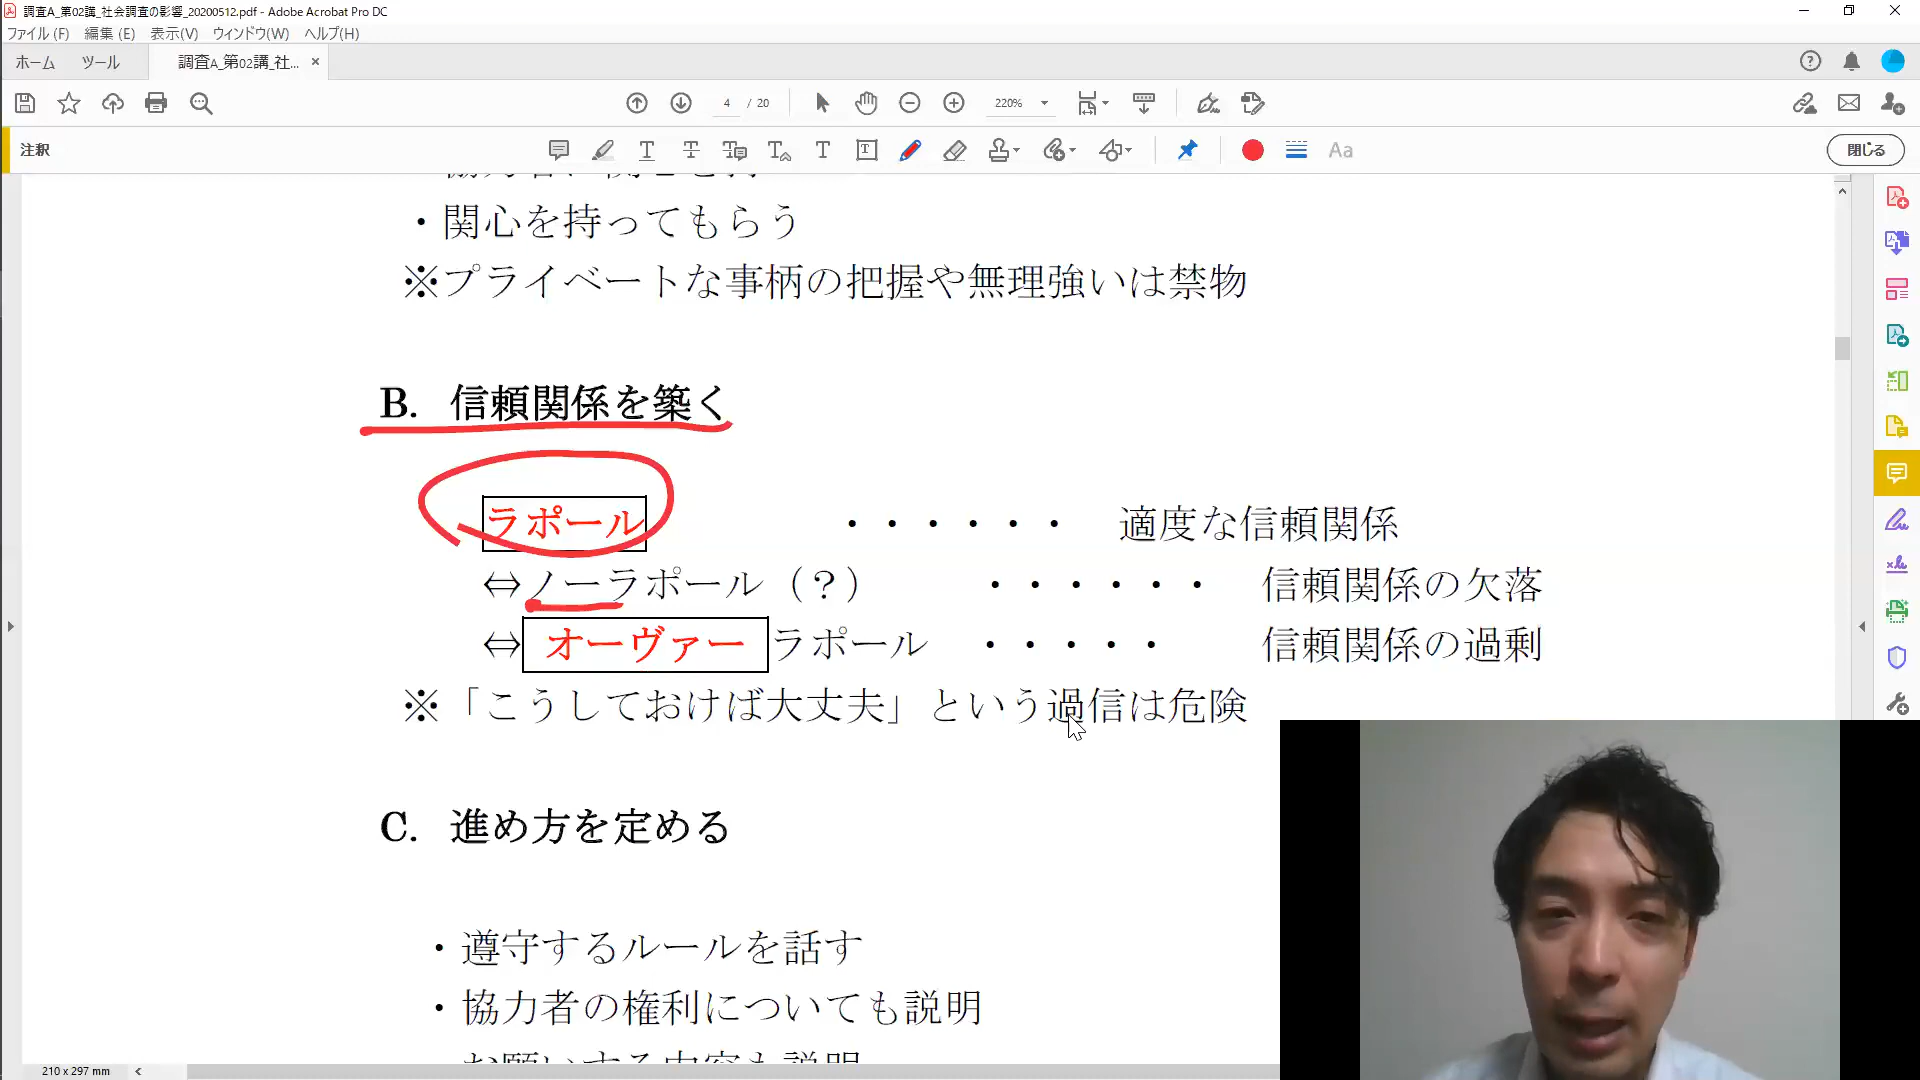 調査A_第02講_社会調査の影響_20200512.pdf - Adobe Acrobat Pro DC
ファイル(F) 編集(E) 表示(V) ウィンドウ(W) ヘルプ(H)
ホーム ツール 調査A_第02講_社... ×
4 / 20 220%
注釈 Aa 閉じる
・関心を持ってもらう
※プライベートな事柄の把握や無理強いは禁物
B. 信頼関係を築く
ラポール ・・・・・・ 適度な信頼関係
⇔ノーラポール（？） ・・・・・・ 信頼関係の欠落
⇔オーヴァーラポール ・・・・・ 信頼関係の過剰
※「こうしておけば大丈夫」という過信は危険
C. 進め方を定める
・遵守するルールを話す
・協力者の権利についても説明
210 x 297 mm